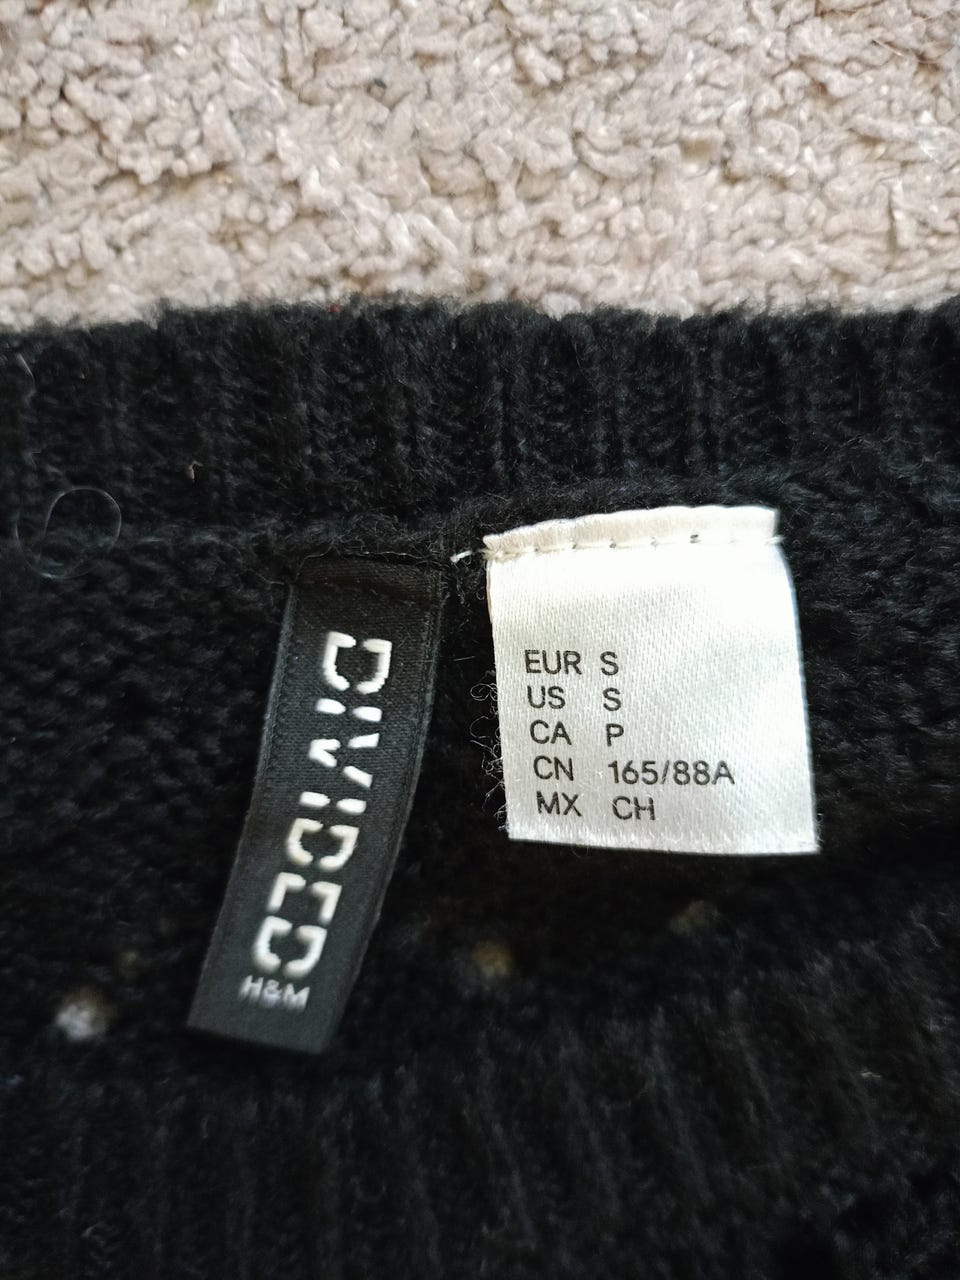 DIVIDED
H&M
EUR S
US S
CA P
CN 165/88A
MX CH